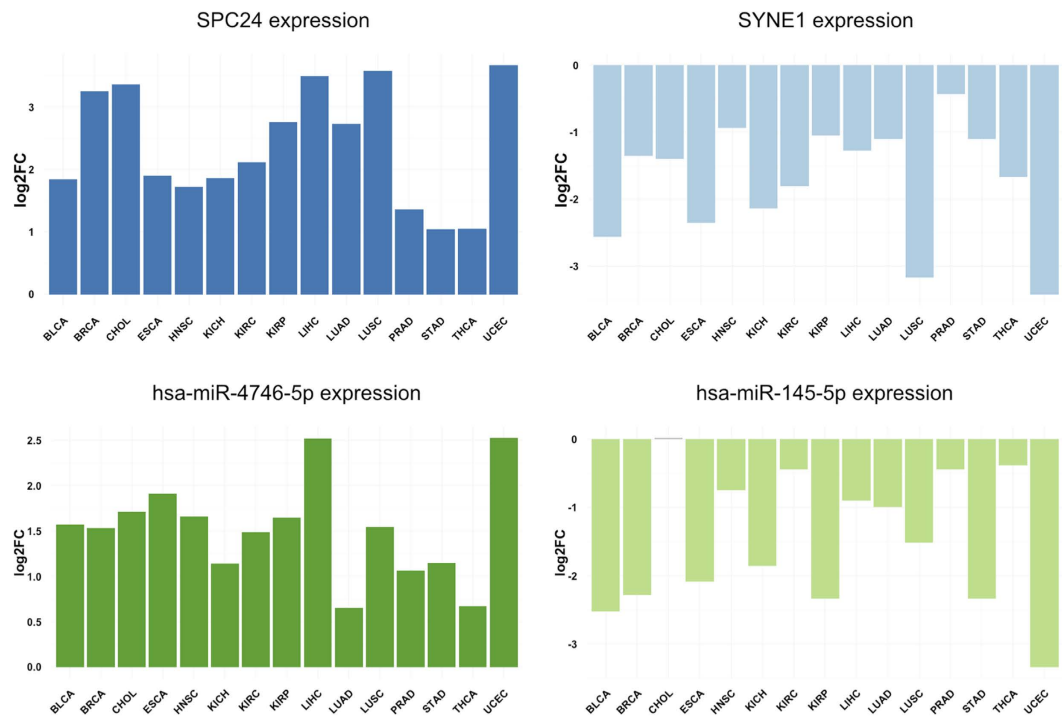 SPC24 expression
log2FC
3
2
1
0
BLCA BRCA CHOL ESCA HNSC KICH KIRC KIRP LIHC LUAD LUSC PRAD STAD THCA UCEC
SYNE1 expression
log2FC
0
-1
-2
-3
BLCA BRCA CHOL ESCA HNSC KICH KIRC KIRP LIHC LUAD LUSC PRAD STAD THCA UCEC
hsa-miR-4746-5p expression
log2FC
2.5
2.0
1.5
1.0
0.5
0.0
BLCA BRCA CHOL ESCA HNSC KICH KIRC KIRP LIHC LUAD LUSC PRAD STAD THCA UCEC
hsa-miR-145-5p expression
log2FC
0
-1
-2
-3
BLCA BRCA CHOL ESCA HNSC KICH KIRC KIRP LIHC LUAD LUSC PRAD STAD THCA UCEC